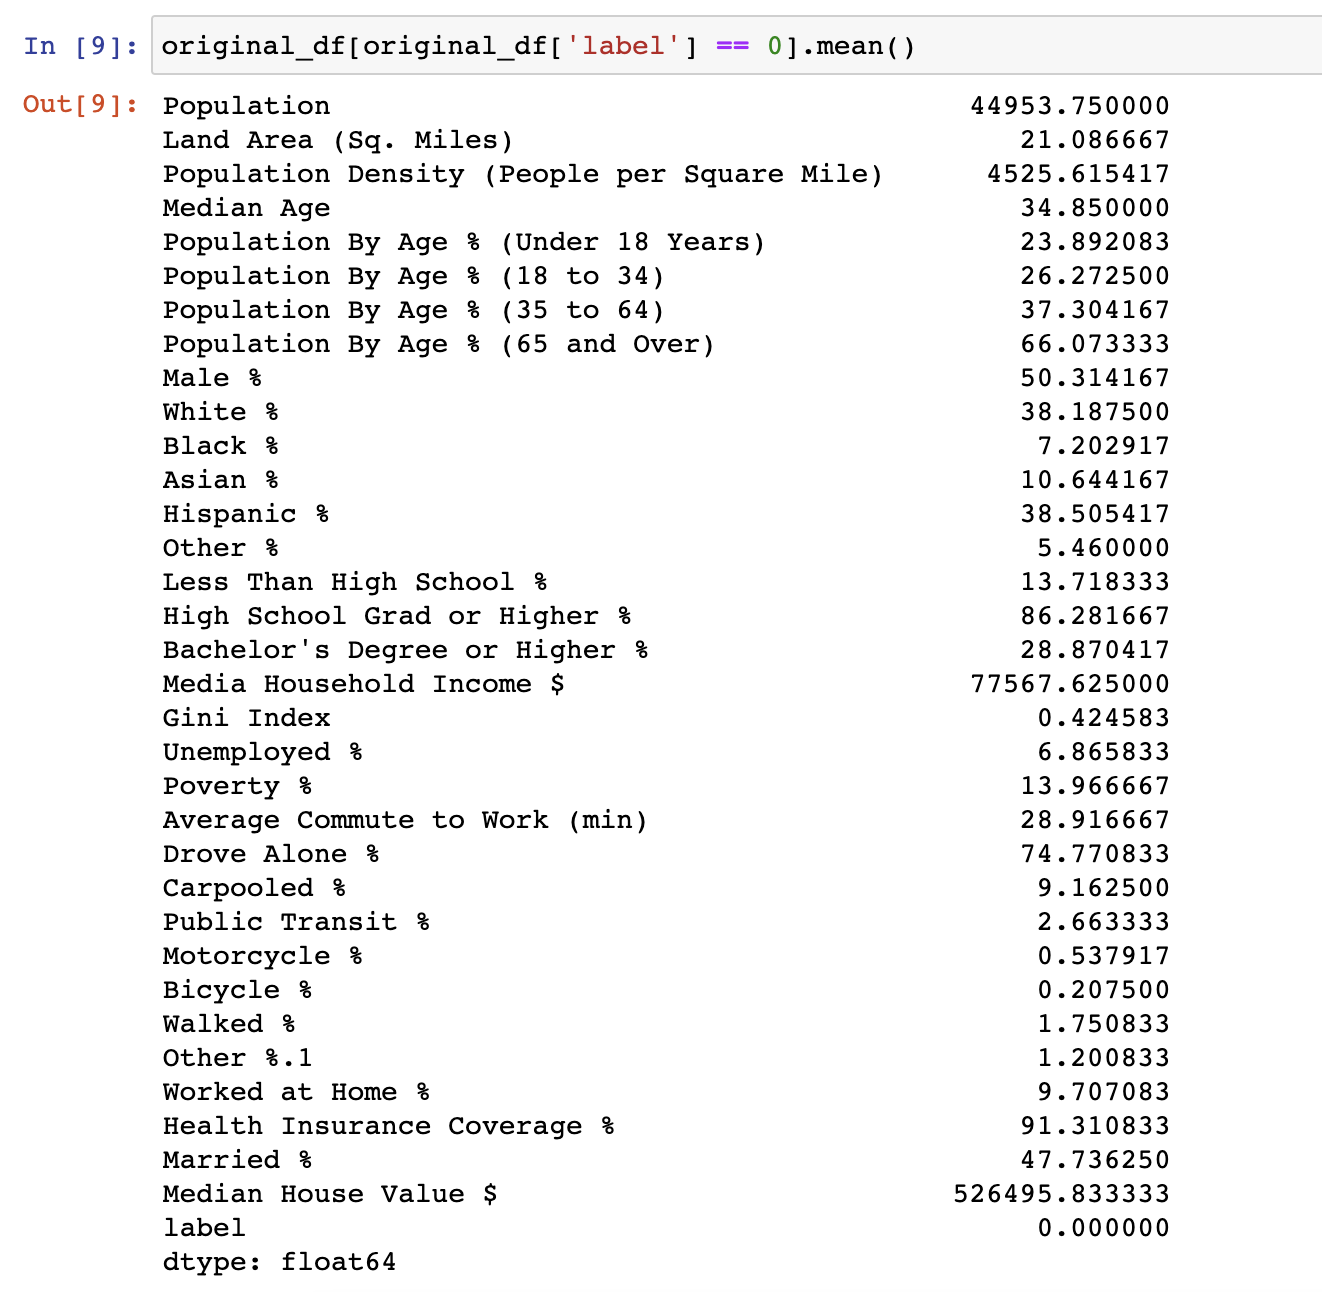 In [9]: original_df[original_df['label'] == 0].mean()
Out[9]: Population 44953.750000
Land Area (Sq. Miles) 21.086667
Population Density (People per Square Mile) 4525.615417
Median Age 34.850000
Population By Age % (Under 18 Years) 23.892083
Population By Age % (18 to 34) 26.272500
Population By Age % (35 to 64) 37.304167
Population By Age % (65 and Over) 66.073333
Male % 50.314167
White % 38.187500
Black % 7.202917
Asian % 10.644167
Hispanic % 38.505417
Other % 5.460000
Less Than High School % 13.718333
High School Grad or Higher % 86.281667
Bachelor's Degree or Higher % 28.870417
Media Household Income $ 77567.625000
Gini Index 0.424583
Unemployed % 6.865833
Poverty % 13.966667
Average Commute to Work (min) 28.916667
Drove Alone % 74.770833
Carpooled % 9.162500
Public Transit % 2.663333
Motorcycle % 0.537917
Bicycle % 0.207500
Walked % 1.750833
Other %.1 1.200833
Worked at Home % 9.707083
Health Insurance Coverage % 91.310833
Married % 47.736250
Median House Value $ 526495.833333
label 0.000000
dtype: float64